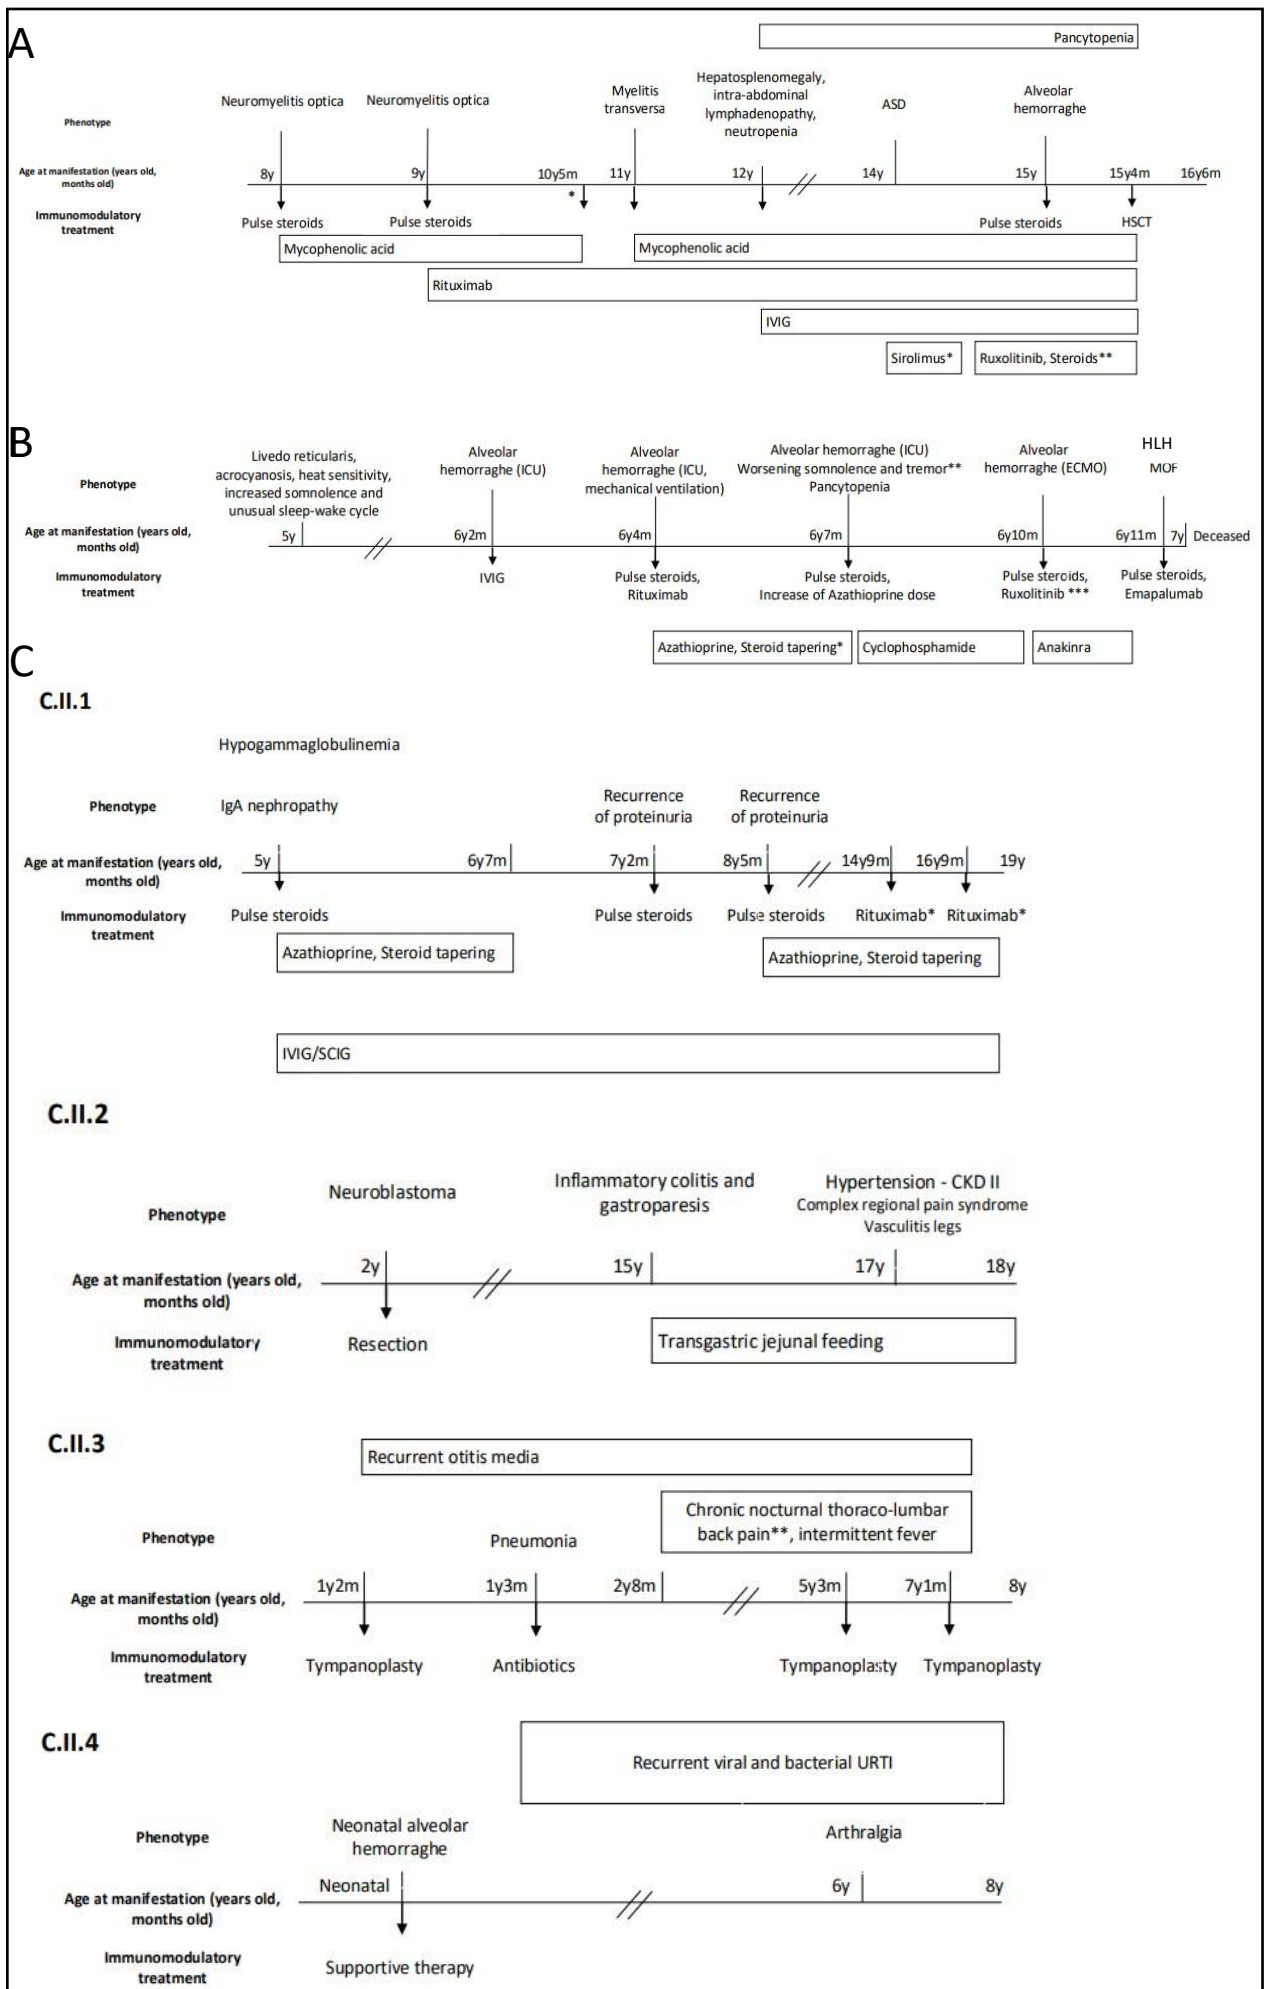 A
Pancytopenia
Neuromyelitis optica
Neuromyelitis optica
Myelitis
transversa
Hepatosplenomegaly,
intra-abdominal
lymphadenopathy,
neutropenia
ASD
Alveolar
hemorraghe
Phenotype
Age at manifestation (years old,
months old)
8y
9y
10y5m
11y
12y
14y
15y
15y4m
16y6m
*
Immunomodulatory
treatment
Pulse steroids
Pulse steroids
Pulse steroids
HSCT
Mycophenolic acid
Mycophenolic acid
Rituximab
IVIG
Sirolimus*
Ruxolitinib, Steroids**
B
Livedo reticularis,
acrocyanosis, heat sensitivity,
increased somnolence and
unusual sleep-wake cycle
Alveolar
hemorraghe (ICU)
Alveolar
hemorraghe (ICU,
mechanical ventilation)
Alveolar hemorraghe (ICU)
Worsening somnolence and tremor**
Pancytopenia
Alveolar
hemorraghe (ECMO)
HLH
MOF
Phenotype
Age at manifestation (years old,
months old)
5y
6y2m
6y4m
6y7m
6y10m
6y11m
7y
Deceased
Immunomodulatory
treatment
IVIG
Pulse steroids,
Rituximab
Pulse steroids,
Increase of Azathioprine dose
Pulse steroids,
Ruxolitinib ***
Pulse steroids,
Emapalumab
Azathioprine, Steroid tapering*
Cyclophosphamide
Anakinra
C
C.II.1
Hypogammaglobulinemia
Phenotype
IgA nephropathy
Recurrence
of proteinuria
Recurrence
of proteinuria
Age at manifestation (years old,
months old)
5y
6y7m
7y2m
8y5m
14y9m
16y9m
19y
Immunomodulatory
treatment
Pulse steroids
Pulse steroids
Pulse steroids
Rituximab*
Rituximab*
Azathioprine, Steroid tapering
Azathioprine, Steroid tapering
IVIG/SCIG
C.II.2
Phenotype
Neuroblastoma
Inflammatory colitis and
gastroparesis
Hypertension - CKD II
Complex regional pain syndrome
Vasculitis legs
Age at manifestation (years old,
months old)
2y
15y
17y
18y
Immunomodulatory
treatment
Resection
Transgastric jejunal feeding
C.II.3
Recurrent otitis media
Chronic nocturnal thoraco-lumbar
back pain**, intermittent fever
Phenotype
Pneumonia
Age at manifestation (years old,
months old)
1y2m
1y3m
2y8m
5y3m
7y1m
8y
Immunomodulatory
treatment
Tympanoplasty
Antibiotics
Tympanoplasty
Tympanoplasty
C.II.4
Recurrent viral and bacterial URTI
Phenotype
Neonatal alveolar
hemorraghe
Arthralgia
Age at manifestation (years old,
months old)
Neonatal
6y
8y
Immunomodulatory
treatment
Supportive therapy